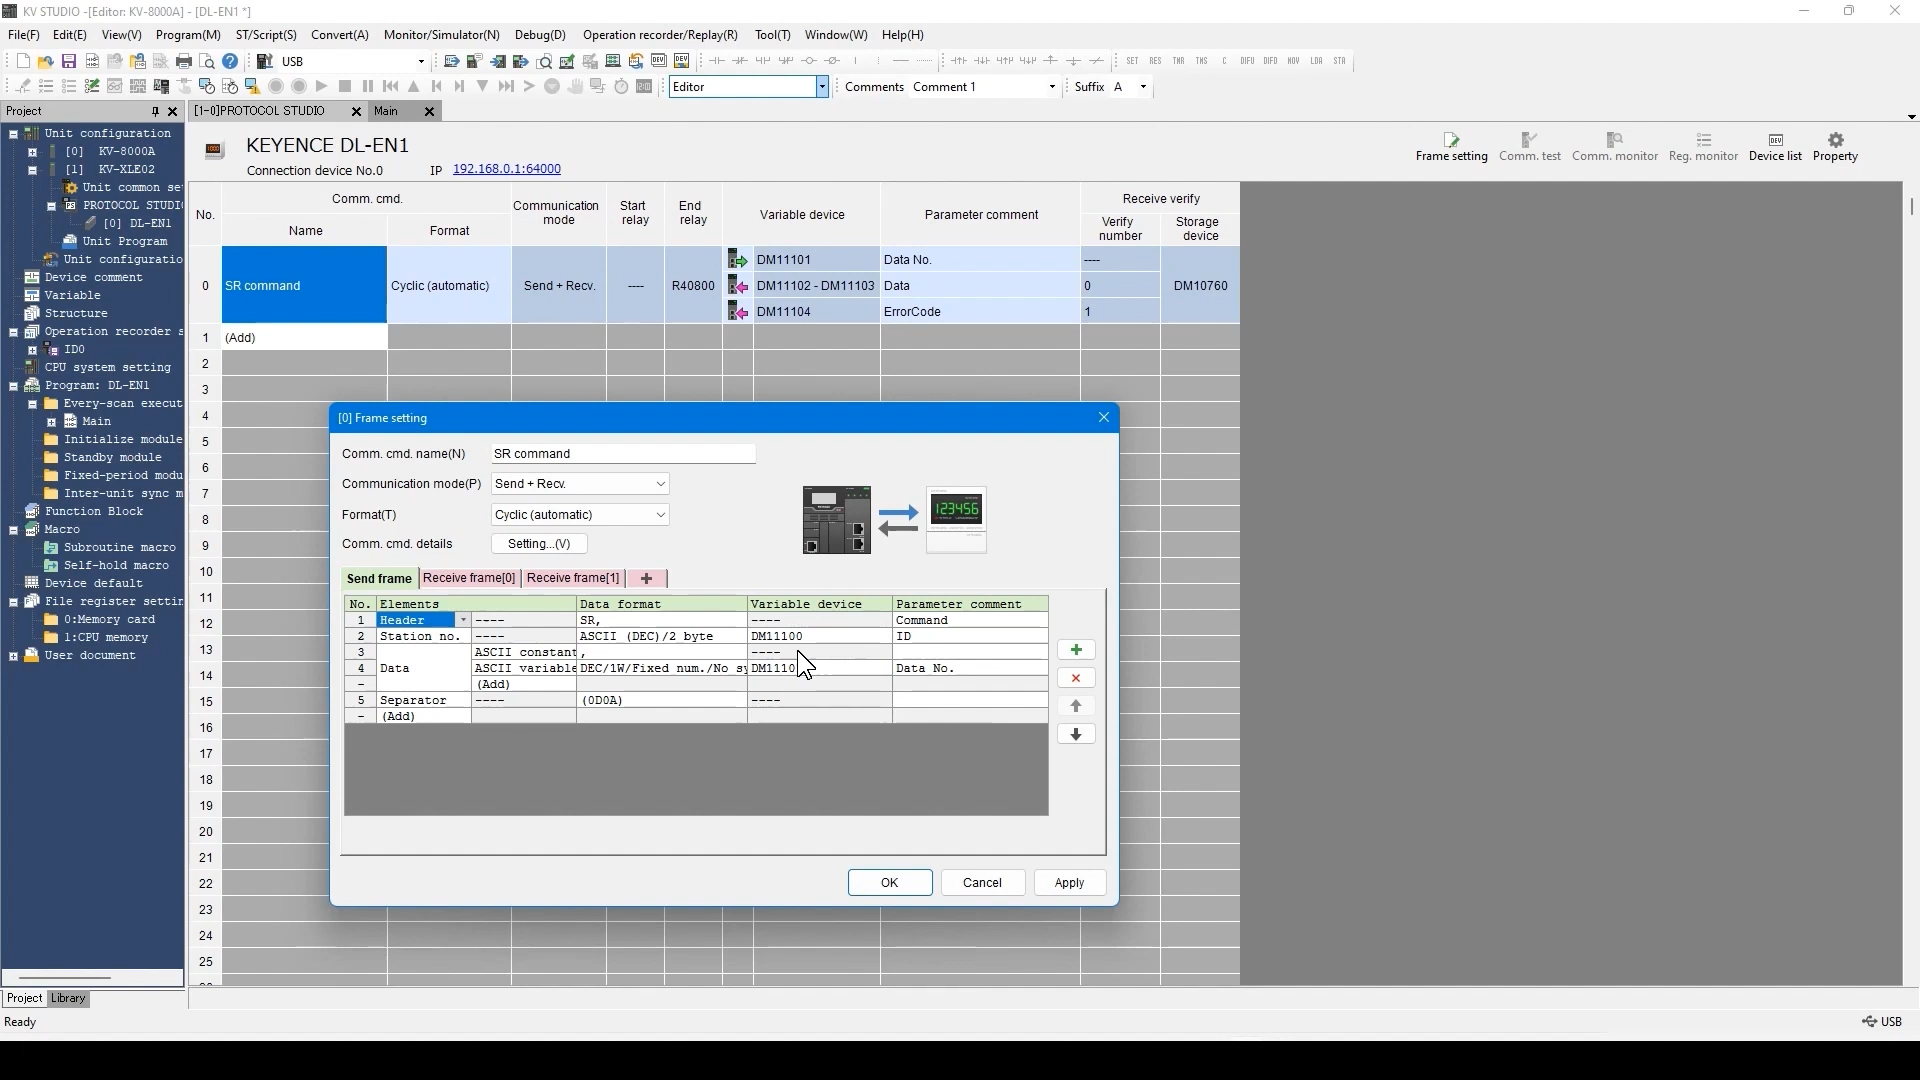 KV STUDIO -[Editor: KV-8000A] - [DL-EN1 *]
File(F) Edit(E) View(V) Program(M) ST/Script(S) Convert(A) Monitor/Simulator(N) Debug(D) Operation recorder/Replay(R) Tool(T) Window(W) Help(H)
USB
SET RES TMR TMS C DIFU DIFD MOV LDA STA
Editor Comments Comment 1 Suffix A
Project
[1-0]PROTOCOL STUDIO Main
Unit configuration
[0] KV-8000A
[1] KV-XLE02
Unit common se
PROTOCOL STUDI
[0] DL-EN1
Unit Program
Unit configuratio
Device comment
Variable
Structure
Operation recorder s
ID0
CPU system setting
Program: DL-EN1
Every-scan execut
Main
Initialize module
Standby module
Fixed-period modu
Inter-unit sync m
Function Block
Macro
Subroutine macro
Self-hold macro
Device default
File register settin
0:Memory card
1:CPU memory
User document
Project Library
KEYENCE DL-EN1
Connection device No.0 IP 192.168.0.1:64000
Frame setting Comm. test Comm. monitor Reg. monitor Device list Property
No. Comm. cmd. Communication mode Start relay End relay Variable device Parameter comment Receive verify
Name Format Verify number Storage device
0 SR command Cyclic (automatic) Send + Recv. ---- R40800 DM11101 Data No. ---- DM10760
DM11102 - DM11103 Data 0
DM11104 ErrorCode 1
1 (Add)
2
3
4
5
6
7
8
9
10
11
12
13
14
15
16
17
18
19
20
21
22
23
24
25
[0] Frame setting
Comm. cmd. name(N) SR command
Communication mode(P) Send + Recv.
Format(T) Cyclic (automatic)
Comm. cmd. details Setting...(V)
123456
Send frame Receive frame[0] Receive frame[1]
No. Elements Data format Variable device Parameter comment
1 Header ---- SR, ---- Command
2 Station no. ---- ASCII (DEC)/2 byte DM11100 ID
3 Data ASCII constant , ----
4 ASCII variable DEC/1W/Fixed num./No sy DM1110 Data No.
- (Add)
5 Separator ---- (0D0A) ----
- (Add)
OK Cancel Apply
Ready
USB